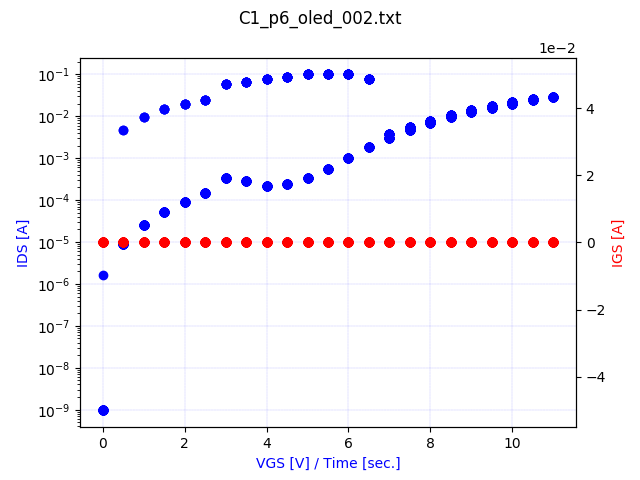 C1_p6_oled_002.txt
1e−2
10⁻¹
10⁻²
10⁻³
10⁻⁴
10⁻⁵
10⁻⁶
10⁻⁷
10⁻⁸
10⁻⁹
IDS [A]
4
2
0
−2
−4
IGS [A]
0 2 4 6 8 10
VGS [V] / Time [sec.]